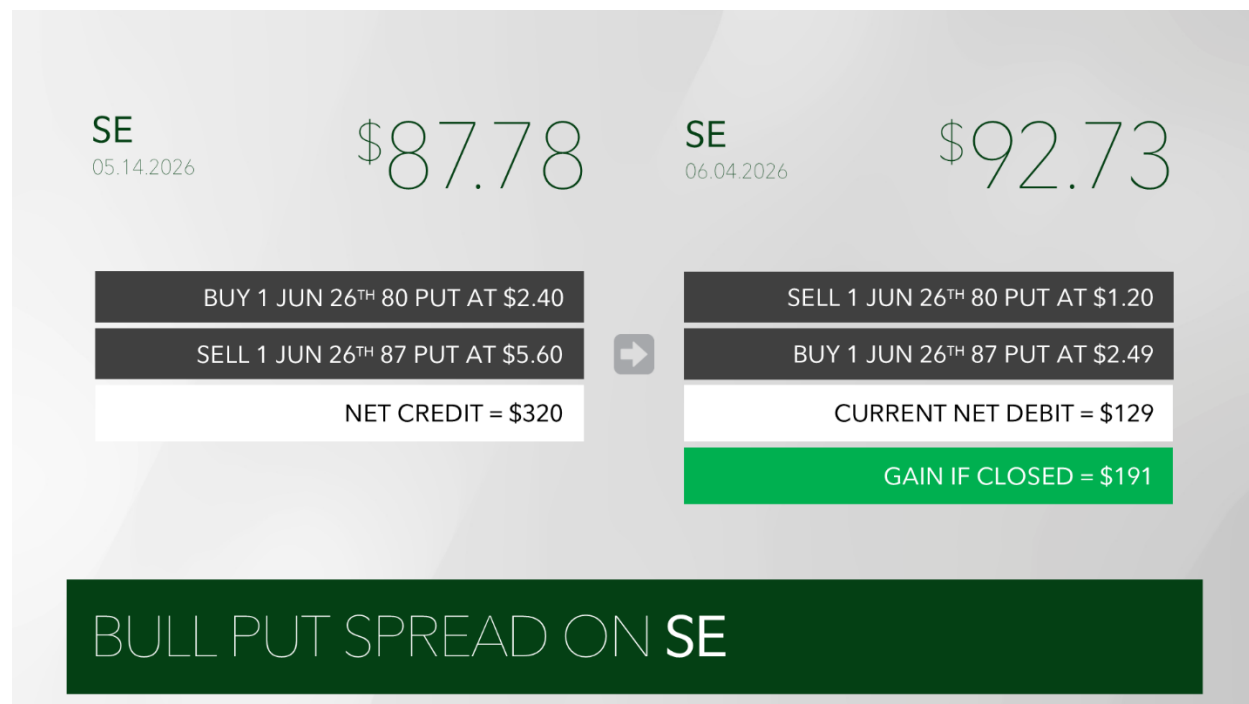 SE
05.14.2026
$87.78
BUY 1 JUN 26TH 80 PUT AT $2.40
SELL 1 JUN 26TH 87 PUT AT $5.60
NET CREDIT = $320
SE
06.04.2026
$92.73
SELL 1 JUN 26TH 80 PUT AT $1.20
BUY 1 JUN 26TH 87 PUT AT $2.49
CURRENT NET DEBIT = $129
GAIN IF CLOSED = $191
BULL PUT SPREAD ON SE